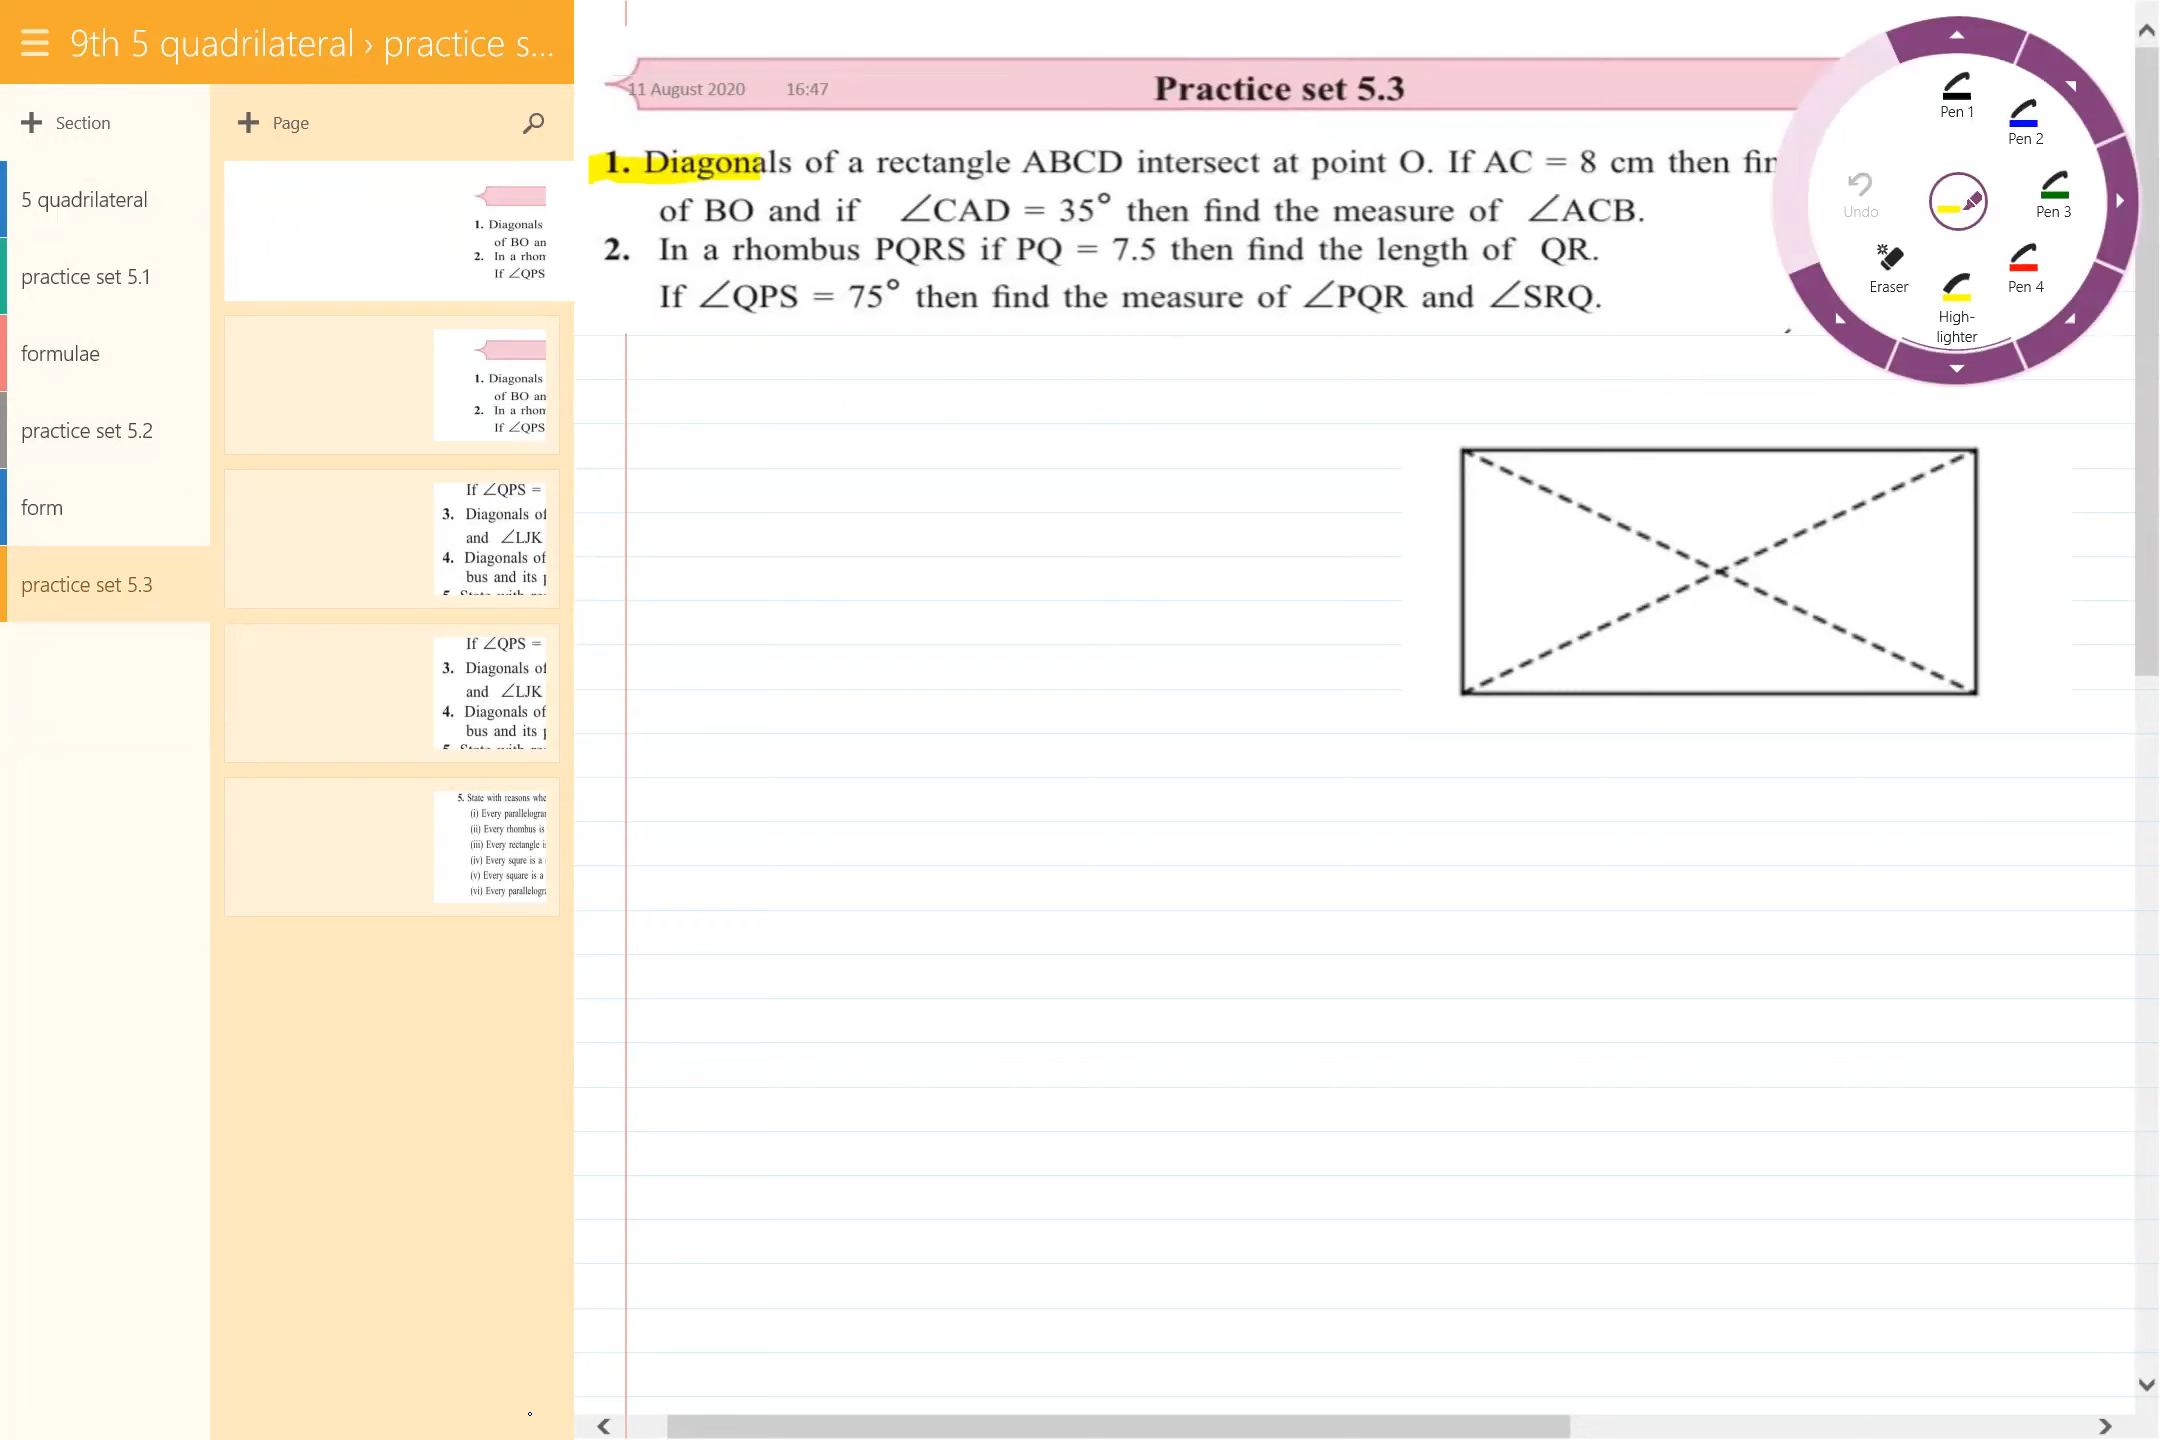 9th 5 quadrilateral › practice s...
Section
5 quadrilateral
practice set 5.1
formulae
practice set 5.2
form
practice set 5.3
Page
1. Diagonals
of BO an
2. In a rhom
If ∠QPS
1. Diagonals
of BO an
2. In a rhom
If ∠QPS
If ∠QPS =
3. Diagonals of
and ∠LJK
4. Diagonals of
bus and its
If ∠QPS =
3. Diagonals of
and ∠LJK
4. Diagonals of
bus and its
5. State with reasons whe
(i) Every parallelogra
(ii) Every rhombus is
(iii) Every rectangle i
(iv) Every squre is a
(v) Every square is a
(vi) Every parallelogr
11 August 2020 16:47
Practice set 5.3
1. Diagonals of a rectangle ABCD intersect at point O. If AC = 8 cm then fin
of BO and if ∠CAD = 35° then find the measure of ∠ACB.
2. In a rhombus PQRS if PQ = 7.5 then find the length of QR.
If ∠QPS = 75° then find the measure of ∠PQR and ∠SRQ.
Pen 1
Pen 2
Undo
Pen 3
Eraser
Pen 4
High-
lighter